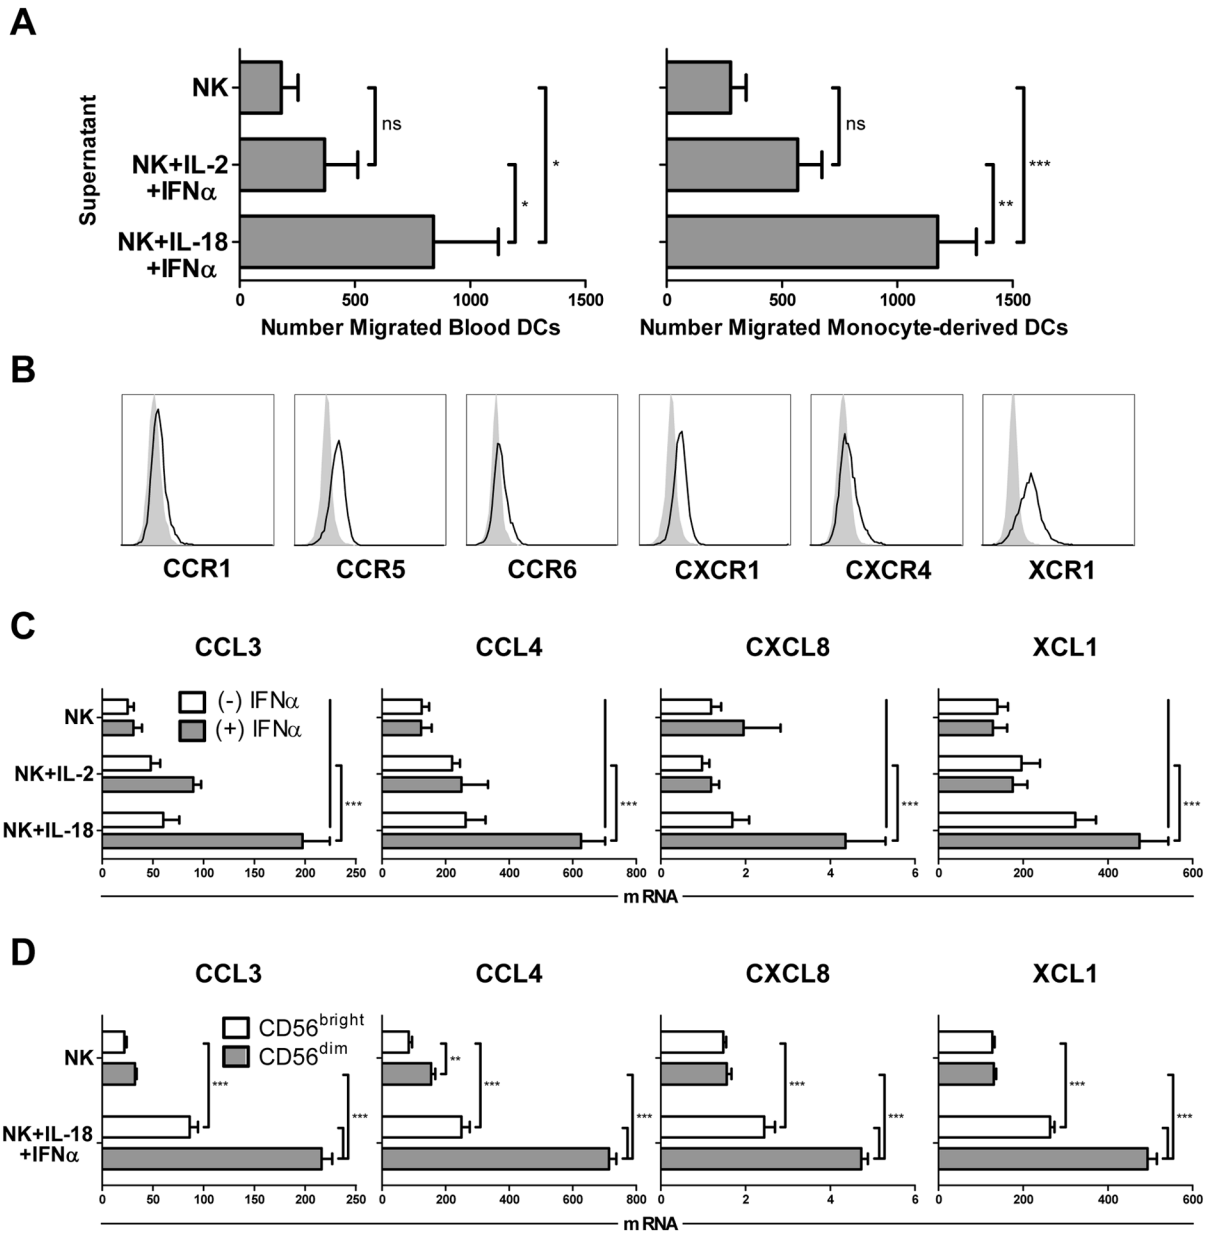 A
Supernatant
NK
NK+IL-2
+IFNα
NK+IL-18
+IFNα
ns
*
*
0 500 1000 1500
Number Migrated Blood DCs
ns
**
***
0 500 1000 1500
Number Migrated Monocyte-derived DCs
B
CCR1 CCR5 CCR6 CXCR1 CXCR4 XCR1
C
CCL3 CCL4 CXCL8 XCL1
(-) IFNα
(+) IFNα
NK
NK+IL-2
NK+IL-18
*** *** *** ***
0 50 100 150 200 250
0 200 400 600 800
0 2 4 6
0 200 400 600
mRNA
D
CCL3 CCL4 CXCL8 XCL1
CD56bright
CD56dim
NK
NK+IL-18
+IFNα
*** ***
** *** ***
*** ***
*** ***
0 50 100 150 200 250
0 200 400 600 800
0 2 4 6
0 200 400 600
mRNA